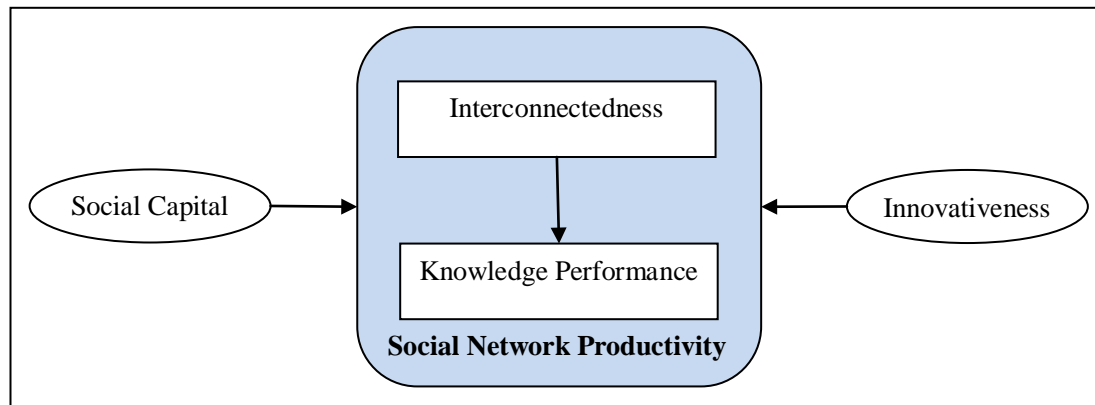 Interconnectedness
Social Capital
Innovativeness
Knowledge Performance
Social Network Productivity